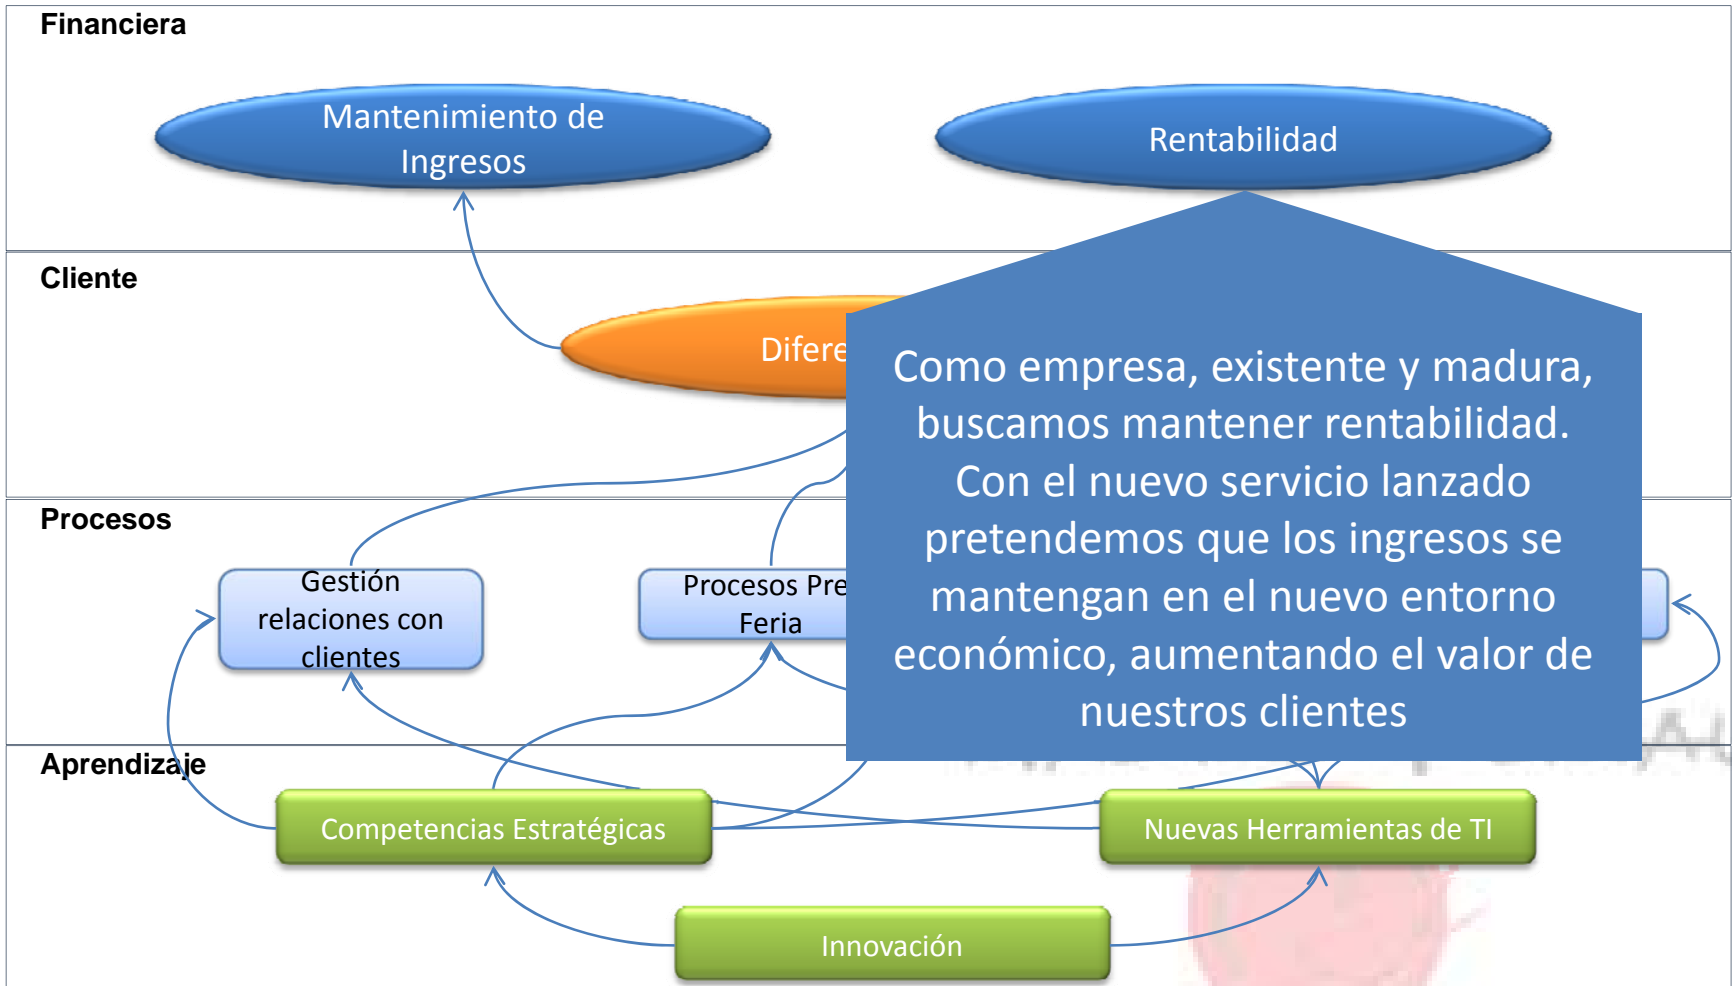 Financiera
Mantenimiento de
Ingresos
Rentabilidad
Cliente
Como empresa, existente y madura,
buscamos mantener rentabilidad.
Con el nuevo servicio lanzado
pretendemos que los ingresos se
mantengan en el nuevo entorno
económico, aumentando el valor de
nuestros clientes
Procesos
Gestión
relaciones con
clientes
Procesos Pre
Feria
Aprendizaje
Competencias Estratégicas
Nuevas Herramientas de TI
Innovación